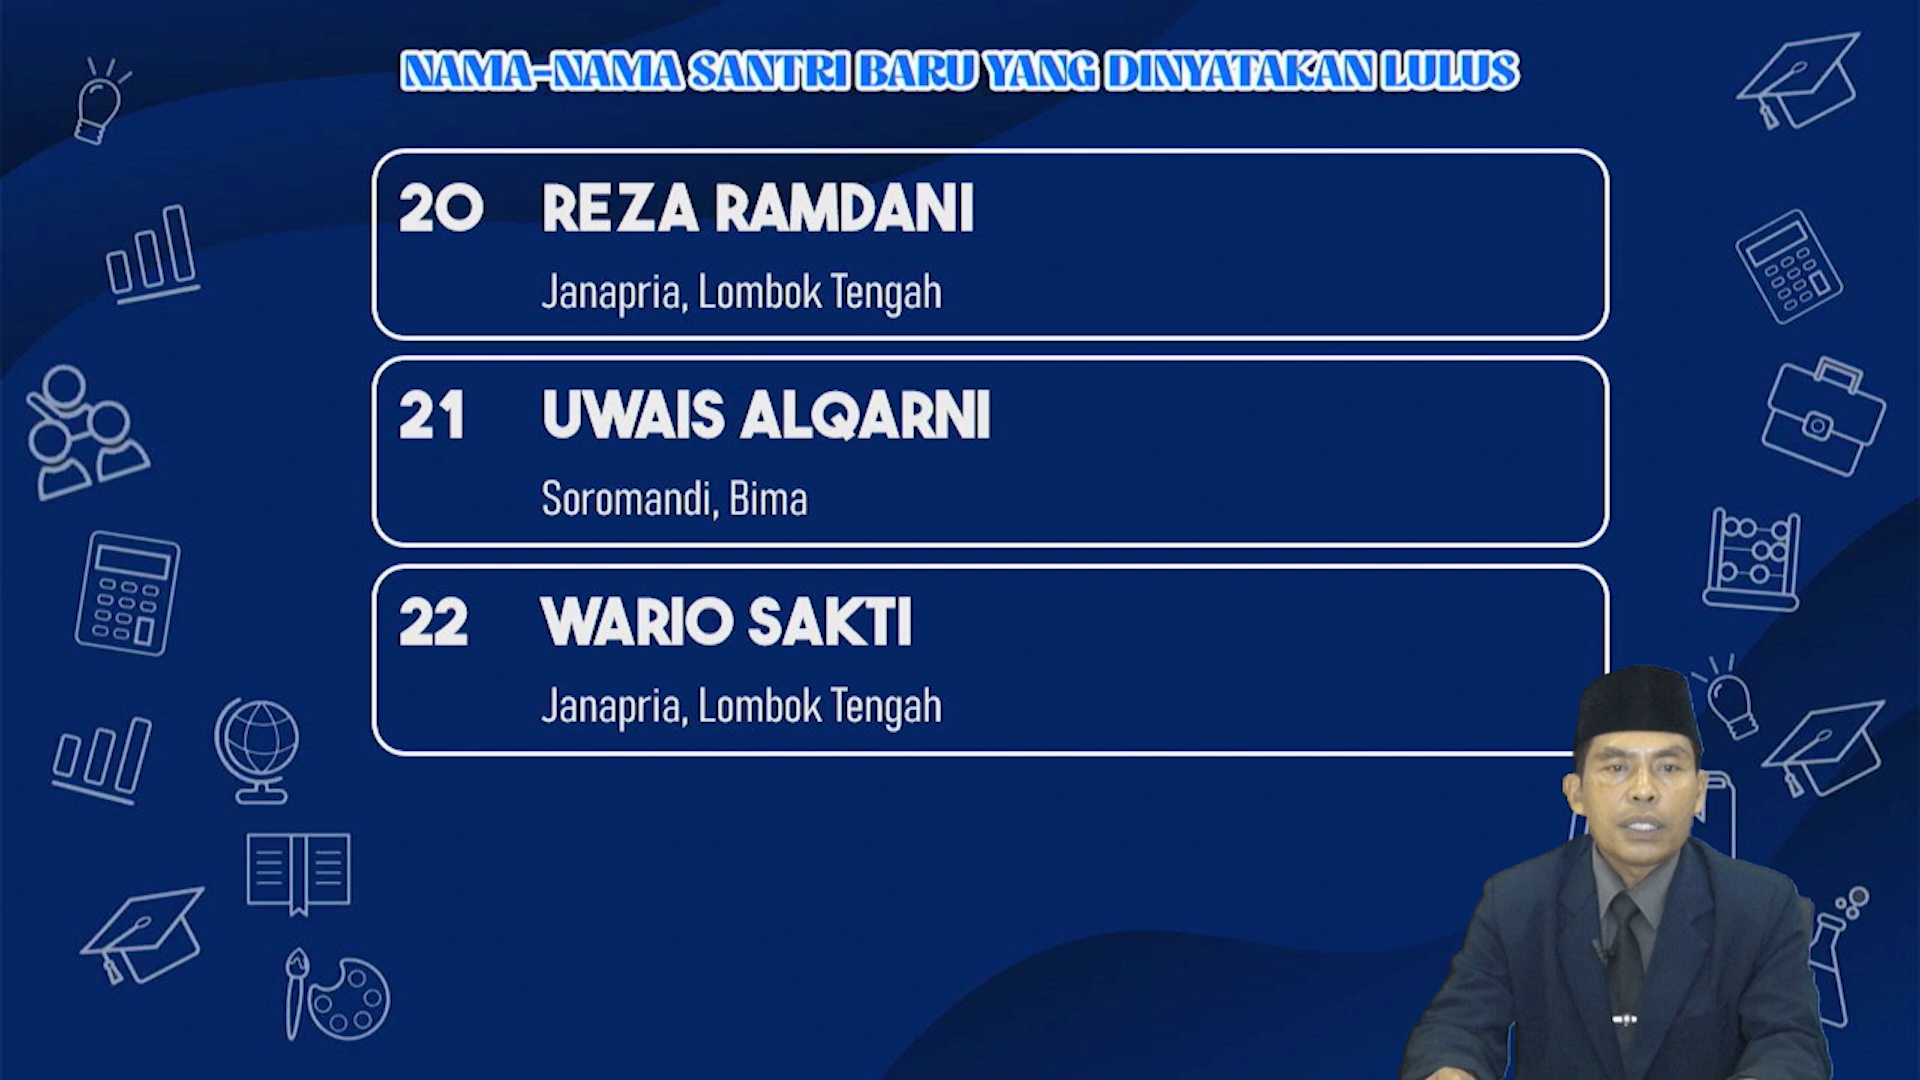 NAMA-NAMA SANTRI BARU YANG DINYATAKAN LULUS
20 REZA RAMDANI
Janapria, Lombok Tengah
21 UWAIS ALQARNI
Soromandi, Bima
22 WARIO SAKTI
Janapria, Lombok Tengah